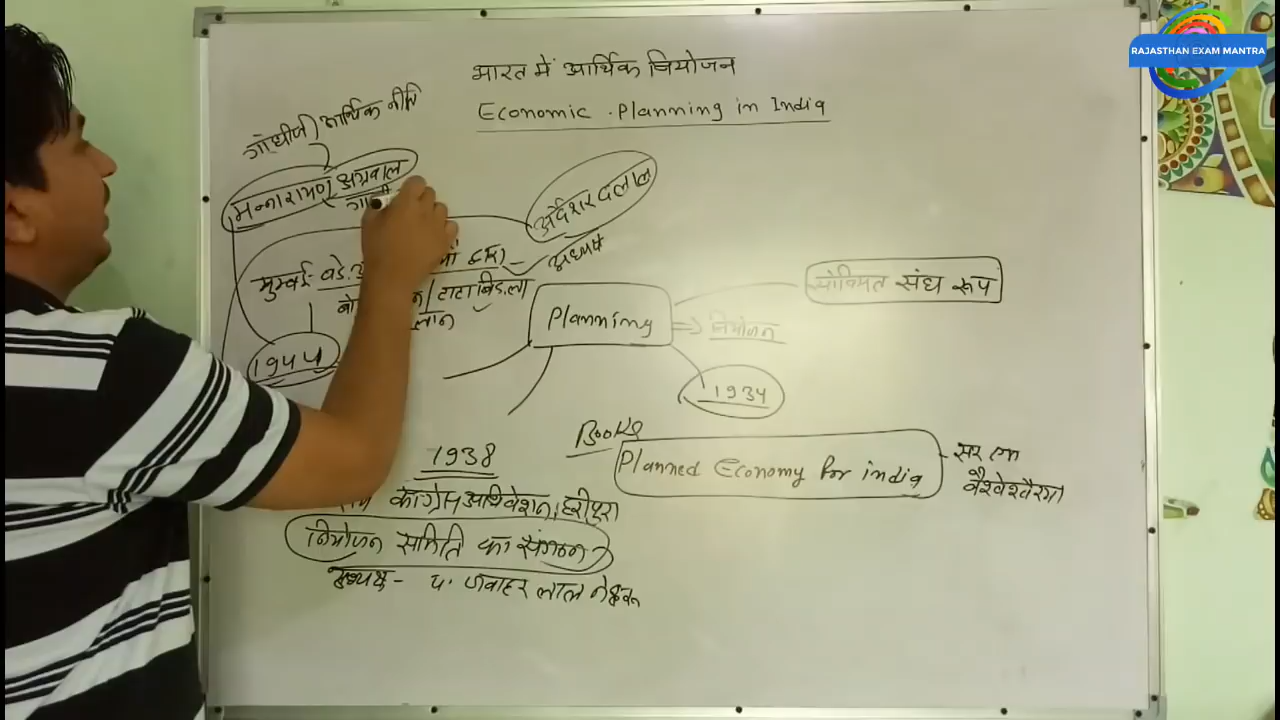 RAJASTHAN EXAM MANTRA
भारत में आर्थिक नियोजन
Economic Planning in India
गांधीजी आर्थिक नीति
मन्नारायण अग्रवाल
अर्देशर दलाल
अध्यक्ष
मुम्बई
टाटा बिडला
प्लान
1944
Planning
नियोजन
सोवियत संघ रूप
1934
Books
Planned Economy for india
सर एम
वैश्वेश्वरैया
1938
कांग्रेस अधिवेशन, हरीपुरा
नियोजन समिति का संगठन
अध्यक्ष - पं. जवाहर लाल नेहरू